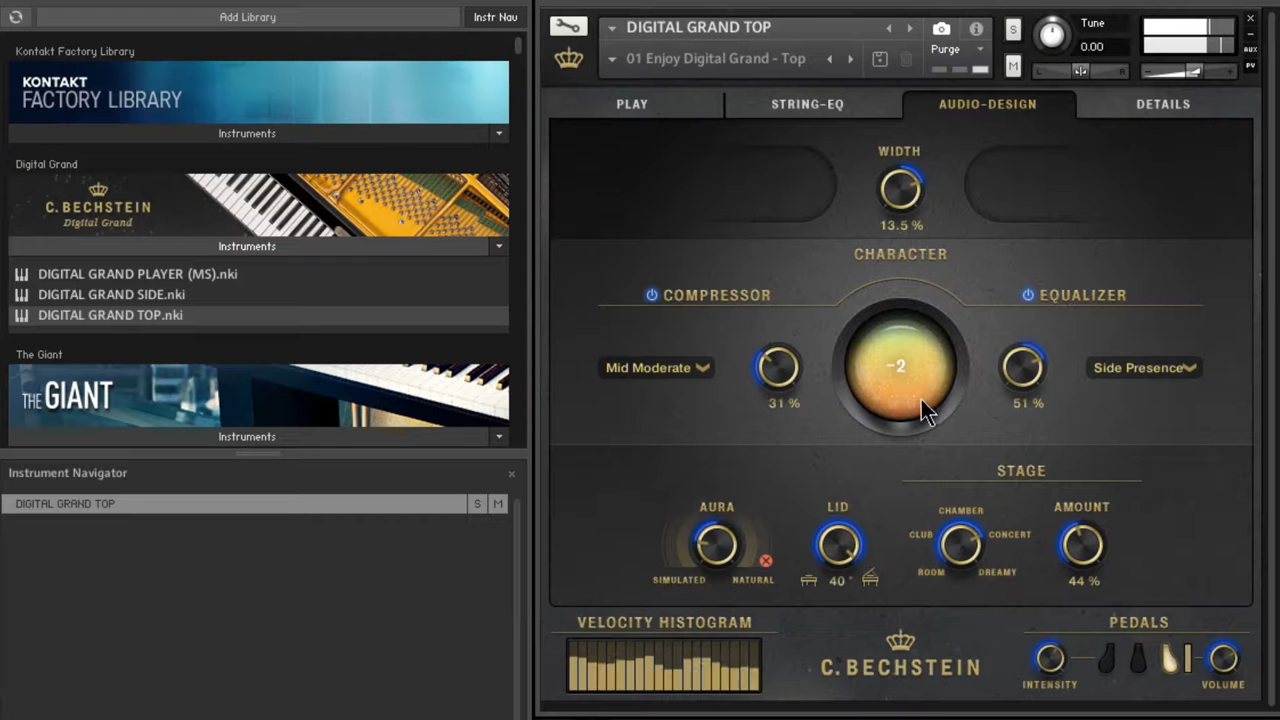 Add Library
Instr Nav
Kontakt Factory Library
KONTAKT
FACTORY LIBRARY
Instruments
Digital Grand
C. BECHSTEIN
Digital Grand
Instruments
DIGITAL GRAND PLAYER (MS).nki
DIGITAL GRAND SIDE.nki
DIGITAL GRAND TOP.nki
The Giant
THE GIANT
Instruments
Instrument Navigator
DIGITAL GRAND TOP
S
M
DIGITAL GRAND TOP
01 Enjoy Digital Grand - Top
Purge
S
M
Tune
0.00
L
R
AUX
PV
PLAY
STRING-EQ
AUDIO-DESIGN
DETAILS
WIDTH
13.5 %
CHARACTER
COMPRESSOR
EQUALIZER
Mid Moderate
31 %
-2
51 %
Side Presence
STAGE
AURA
SIMULATED
NATURAL
LID
40°
CHAMBER
CLUB
CONCERT
ROOM
DREAMY
AMOUNT
44 %
VELOCITY HISTOGRAM
C. BECHSTEIN
PEDALS
INTENSITY
VOLUME